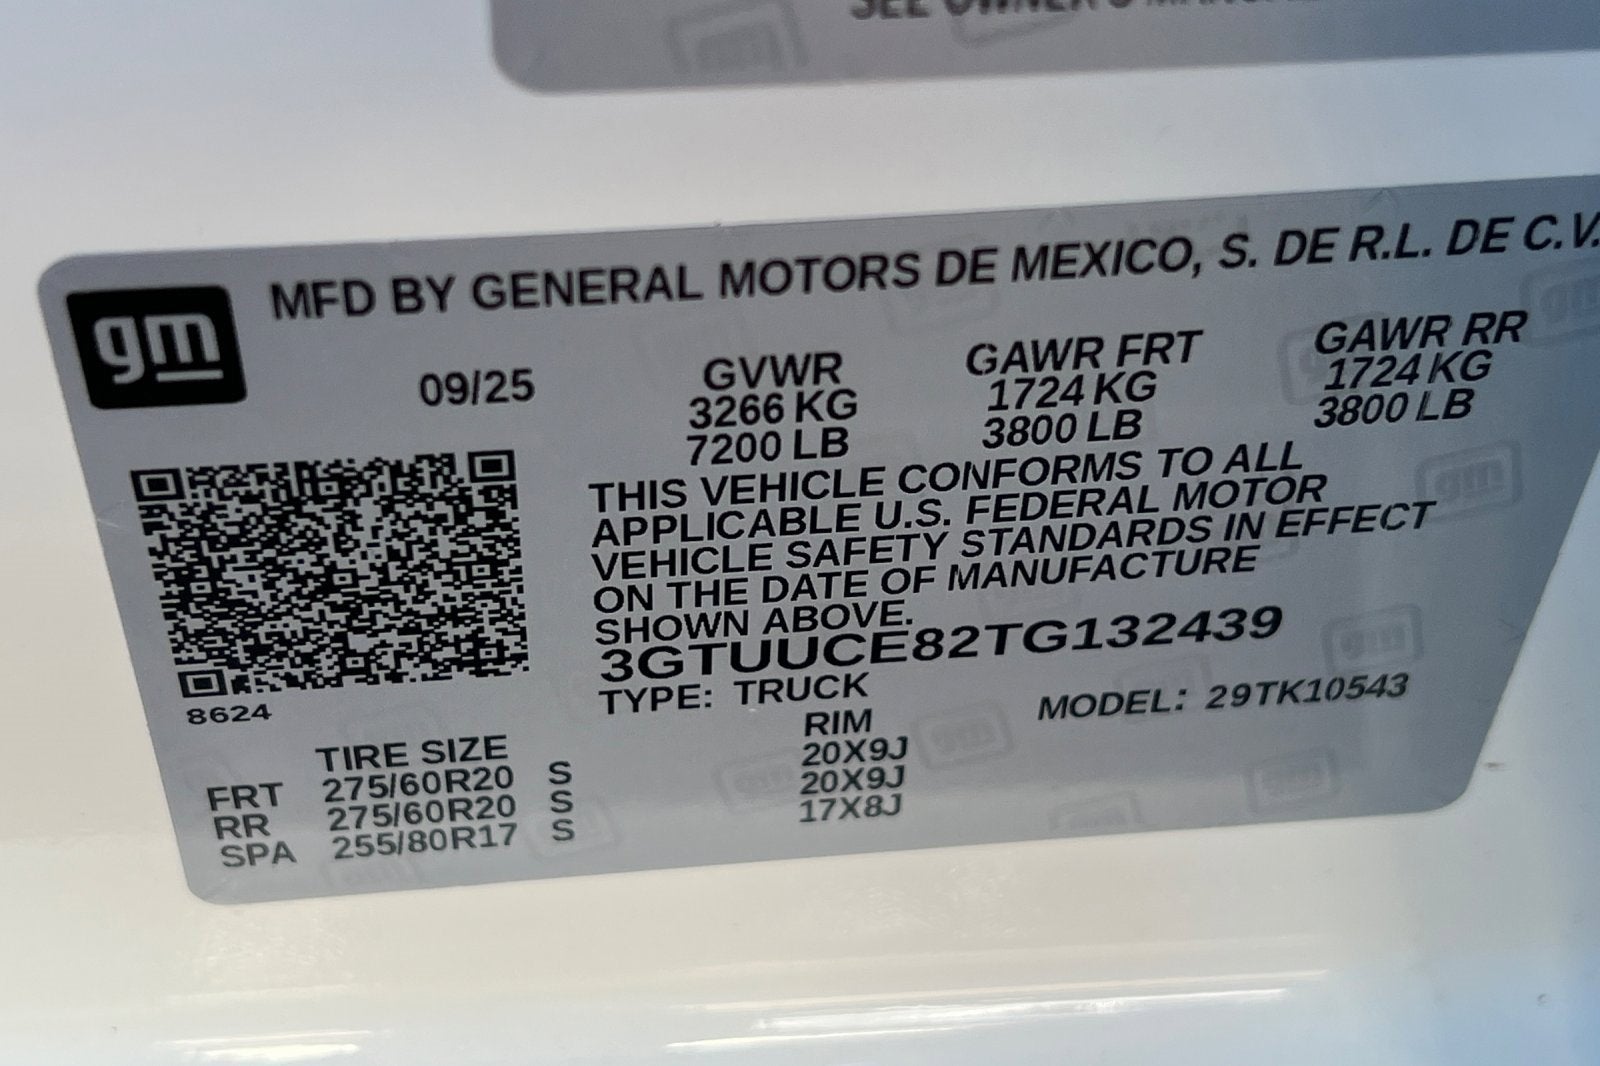 SEE OWNER'S MANUAL
gm
MFD BY GENERAL MOTORS DE MEXICO, S. DE R.L. DE C.V.
09/25
GVWR
3266 KG
7200 LB
GAWR FRT
1724 KG
3800 LB
GAWR RR
1724 KG
3800 LB
THIS VEHICLE CONFORMS TO ALL
APPLICABLE U.S. FEDERAL MOTOR
VEHICLE SAFETY STANDARDS IN EFFECT
ON THE DATE OF MANUFACTURE
SHOWN ABOVE.
3GTUUCE82TG132439
TYPE: TRUCK
MODEL: 29TK10543
8624
TIRE SIZE RIM
FRT 275/60R20 S 20X9J
RR 275/60R20 S 20X9J
SPA 255/80R17 S 17X8J